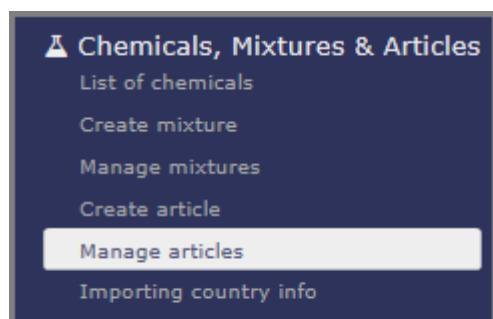 Chemicals, Mixtures & Articles
List of chemicals
Create mixture
Manage mixtures
Create article
Manage articles
Importing country info